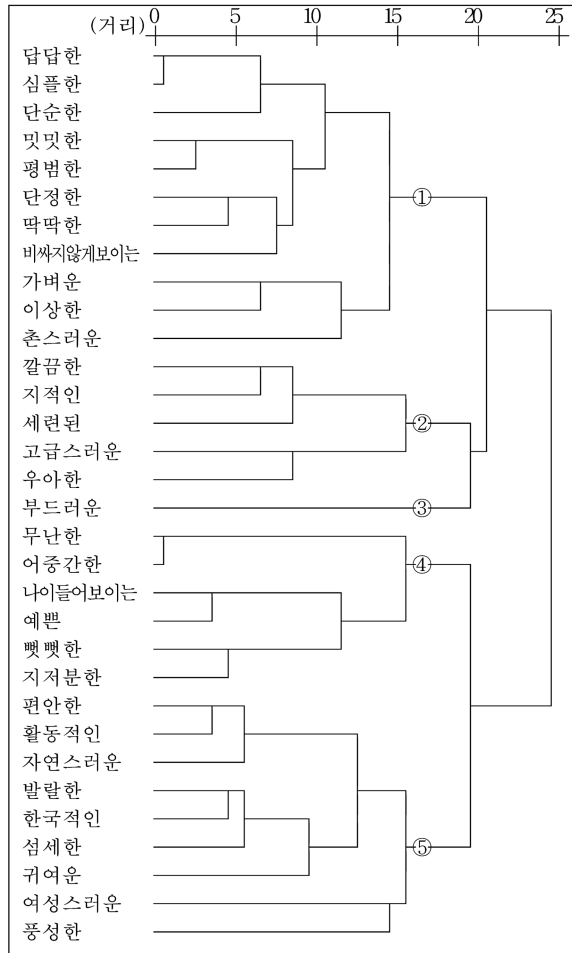 (거리) 0 5 10 15 20 25
답답한
심플한
단순한
밋밋한
평범한
단정한 ①
딱딱한
비싸지않게보이는
가벼운
이상한
촌스러운
깔끔한
지적인
세련된 ②
고급스러운
우아한
부드러운 ③
무난한
어중간한 ④
나이들어보이는
예쁜
뻣뻣한
지저분한
편안한
활동적인
자연스러운
발랄한
한국적인
섬세한 ⑤
귀여운
여성스러운
풍성한